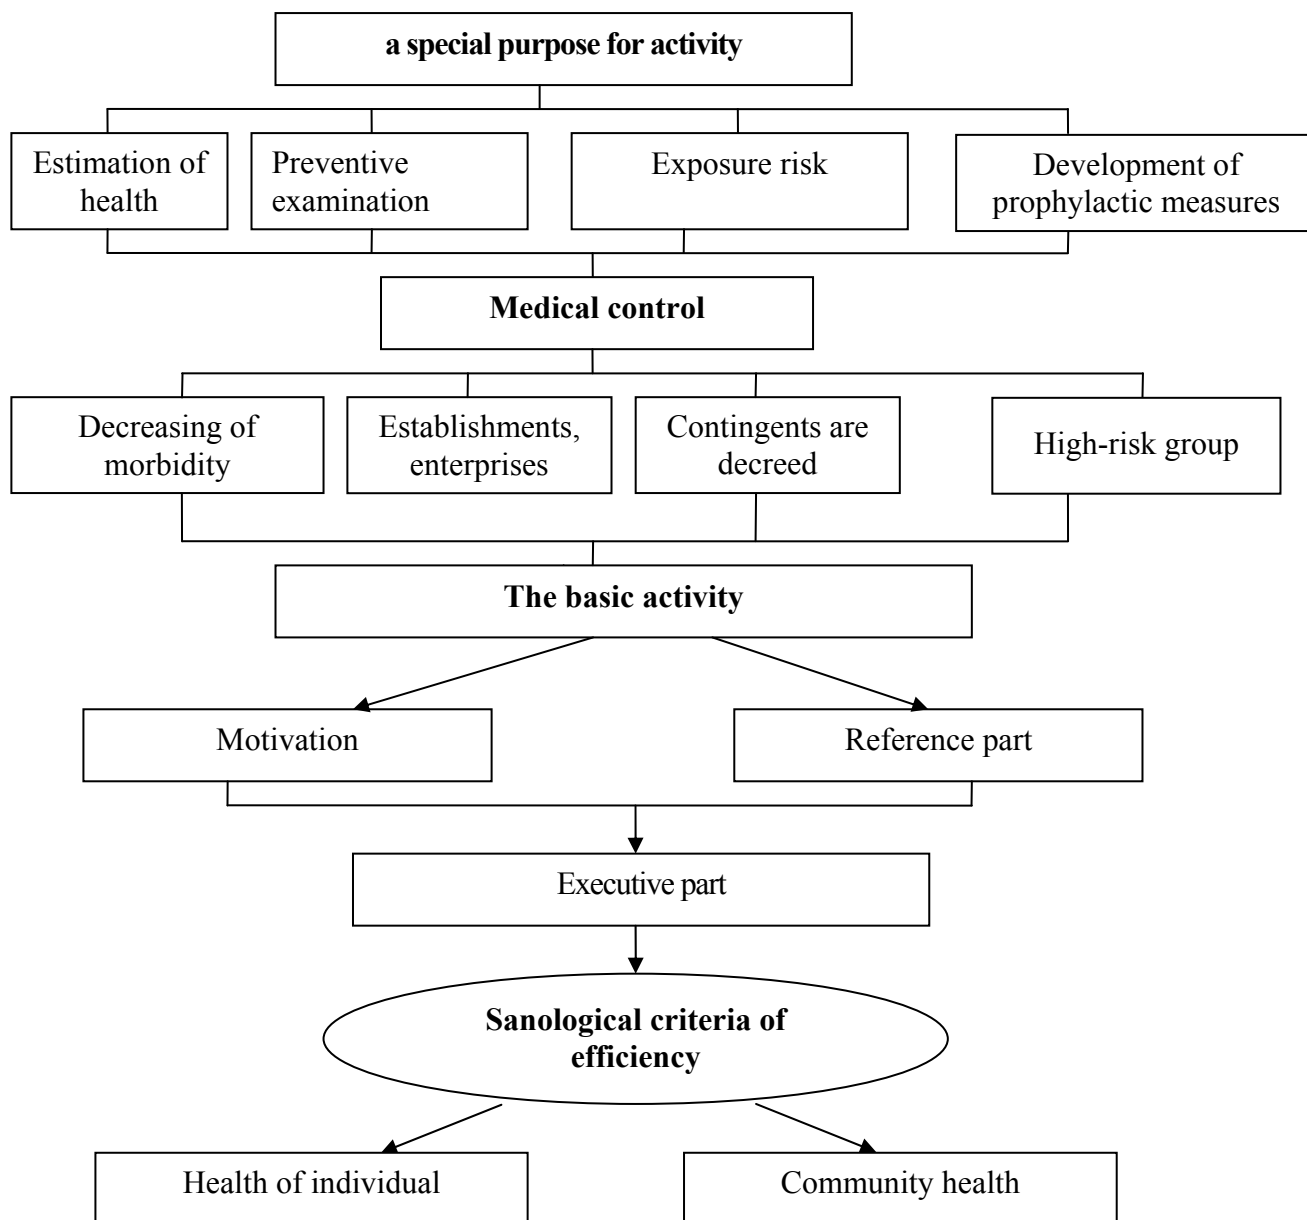 a special purpose for activity
Estimation of
health
Preventive
examination
Exposure risk
Development of
prophylactic measures
Medical control
Decreasing of
morbidity
Establishments,
enterprises
Contingents are
decreed
High-risk group
The basic activity
Motivation
Reference part
Executive part
Sanological criteria of
efficiency
Health of individual
Community health